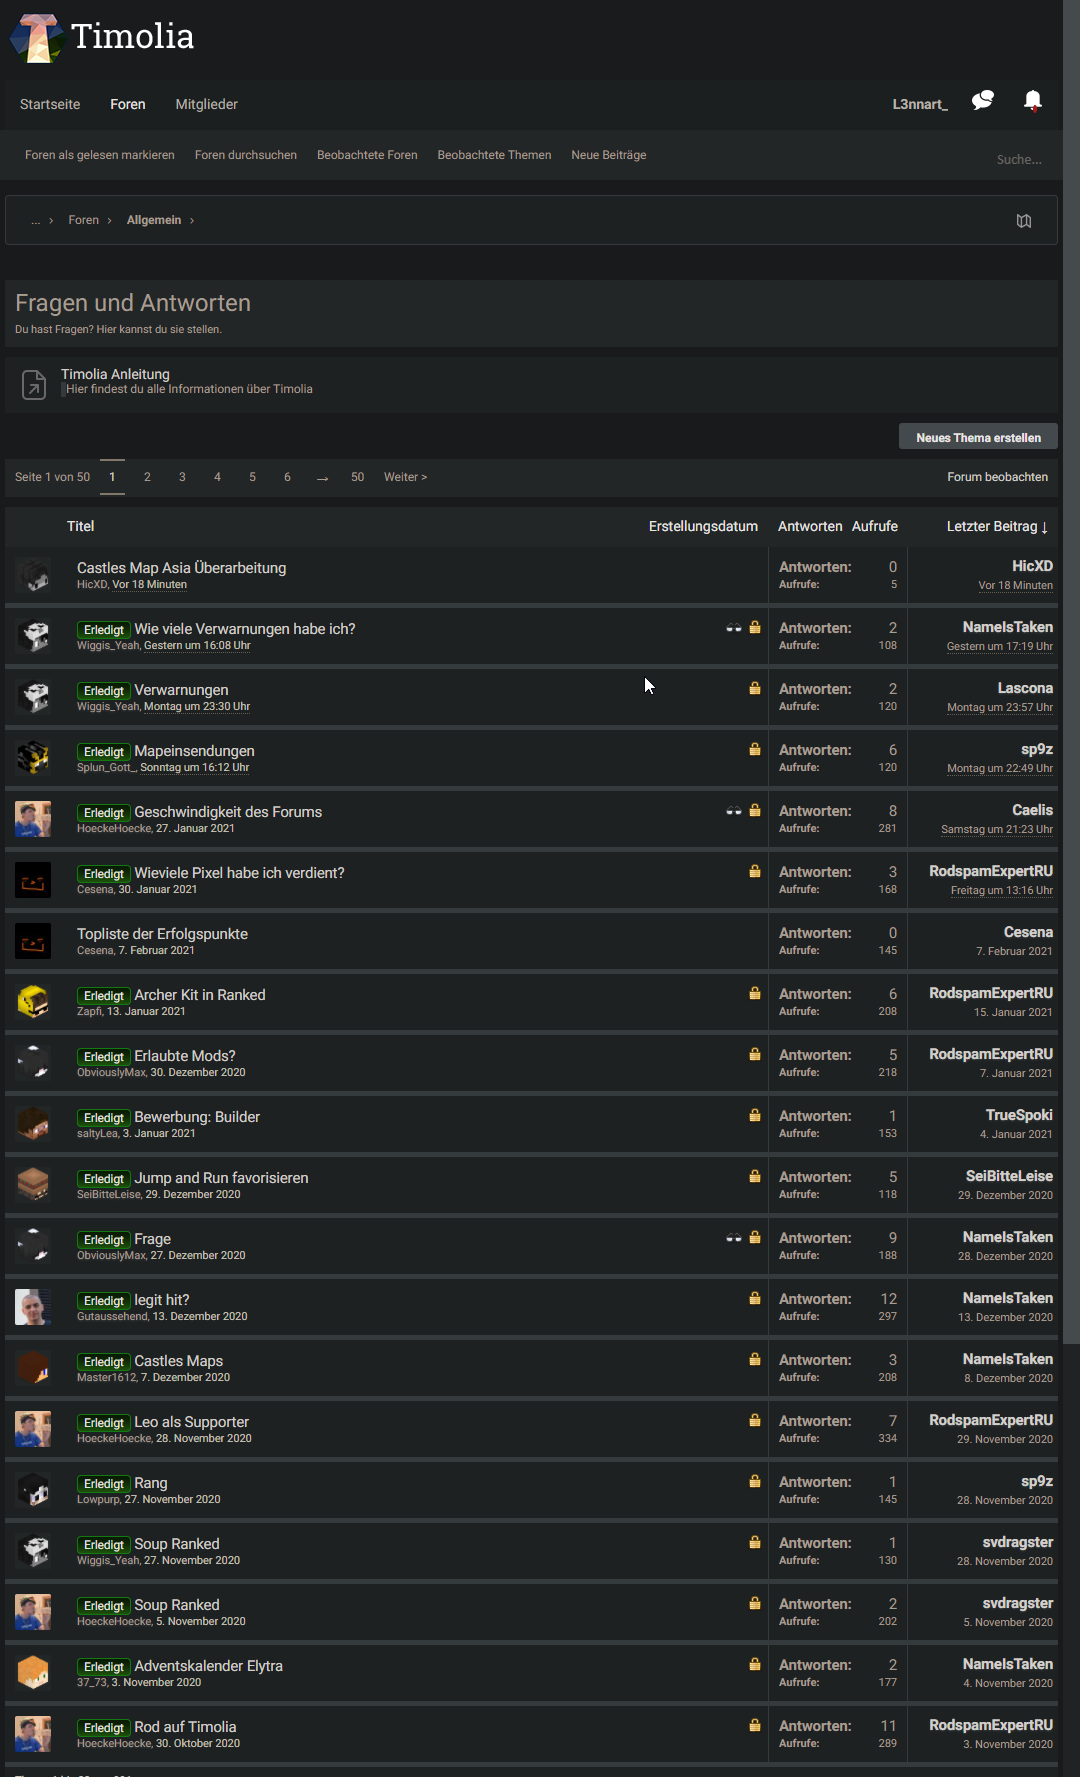 Timolia
Startseite Foren Mitglieder L3nnart_
Foren als gelesen markieren Foren durchsuchen Beobachtete Foren Beobachtete Themen Neue Beiträge Suche...
... › Foren › Allgemein ›
Fragen und Antworten
Du hast Fragen? Hier kannst du sie stellen.
Timolia Anleitung
Hier findest du alle Informationen über Timolia
Neues Thema erstellen
Seite 1 von 50 1 2 3 4 5 6 → 50 Weiter > Forum beobachten
Titel Erstellungsdatum Antworten Aufrufe Letzter Beitrag ↓
Castles Map Asia Überarbeitung Antworten: 0 HicXD
HicXD, Vor 18 Minuten Aufrufe: 5 Vor 18 Minuten
Erledigt Wie viele Verwarnungen habe ich? Antworten: 2 NameIsTaken
Wiggis_Yeah, Gestern um 16:08 Uhr Aufrufe: 108 Gestern um 17:19 Uhr
Erledigt Verwarnungen Antworten: 2 Lascona
Wiggis_Yeah, Montag um 23:30 Uhr Aufrufe: 120 Montag um 23:57 Uhr
Erledigt Mapeinsendungen Antworten: 6 sp9z
Splun_Gott_, Sonntag um 16:12 Uhr Aufrufe: 120 Montag um 22:49 Uhr
Erledigt Geschwindigkeit des Forums Antworten: 8 Caelis
HoeckeHoecke, 27. Januar 2021 Aufrufe: 281 Samstag um 21:23 Uhr
Erledigt Wieviele Pixel habe ich verdient? Antworten: 3 RodspamExpertRU
Cesena, 30. Januar 2021 Aufrufe: 168 Freitag um 13:16 Uhr
Topliste der Erfolgspunkte Antworten: 0 Cesena
Cesena, 7. Februar 2021 Aufrufe: 145 7. Februar 2021
Erledigt Archer Kit in Ranked Antworten: 6 RodspamExpertRU
Zapfi, 13. Januar 2021 Aufrufe: 208 15. Januar 2021
Erledigt Erlaubte Mods? Antworten: 5 RodspamExpertRU
ObviouslyMax, 30. Dezember 2020 Aufrufe: 218 7. Januar 2021
Erledigt Bewerbung: Builder Antworten: 1 TrueSpoki
saltyLea, 3. Januar 2021 Aufrufe: 153 4. Januar 2021
Erledigt Jump and Run favorisieren Antworten: 5 SeiBitteLeise
SeiBitteLeise, 29. Dezember 2020 Aufrufe: 118 29. Dezember 2020
Erledigt Frage Antworten: 9 NameIsTaken
ObviouslyMax, 27. Dezember 2020 Aufrufe: 188 28. Dezember 2020
Erledigt legit hit? Antworten: 12 NameIsTaken
Gutaussehend, 13. Dezember 2020 Aufrufe: 297 13. Dezember 2020
Erledigt Castles Maps Antworten: 3 NameIsTaken
Master1612, 7. Dezember 2020 Aufrufe: 208 8. Dezember 2020
Erledigt Leo als Supporter Antworten: 7 RodspamExpertRU
HoeckeHoecke, 28. November 2020 Aufrufe: 334 29. November 2020
Erledigt Rang Antworten: 1 sp9z
Lowpurp, 27. November 2020 Aufrufe: 145 28. November 2020
Erledigt Soup Ranked Antworten: 1 svdragster
Wiggis_Yeah, 27. November 2020 Aufrufe: 130 28. November 2020
Erledigt Soup Ranked Antworten: 2 svdragster
HoeckeHoecke, 5. November 2020 Aufrufe: 202 5. November 2020
Erledigt Adventskalender Elytra Antworten: 2 NameIsTaken
37_73, 3. November 2020 Aufrufe: 177 4. November 2020
Erledigt Rod auf Timolia Antworten: 11 RodspamExpertRU
HoeckeHoecke, 30. Oktober 2020 Aufrufe: 289 3. November 2020